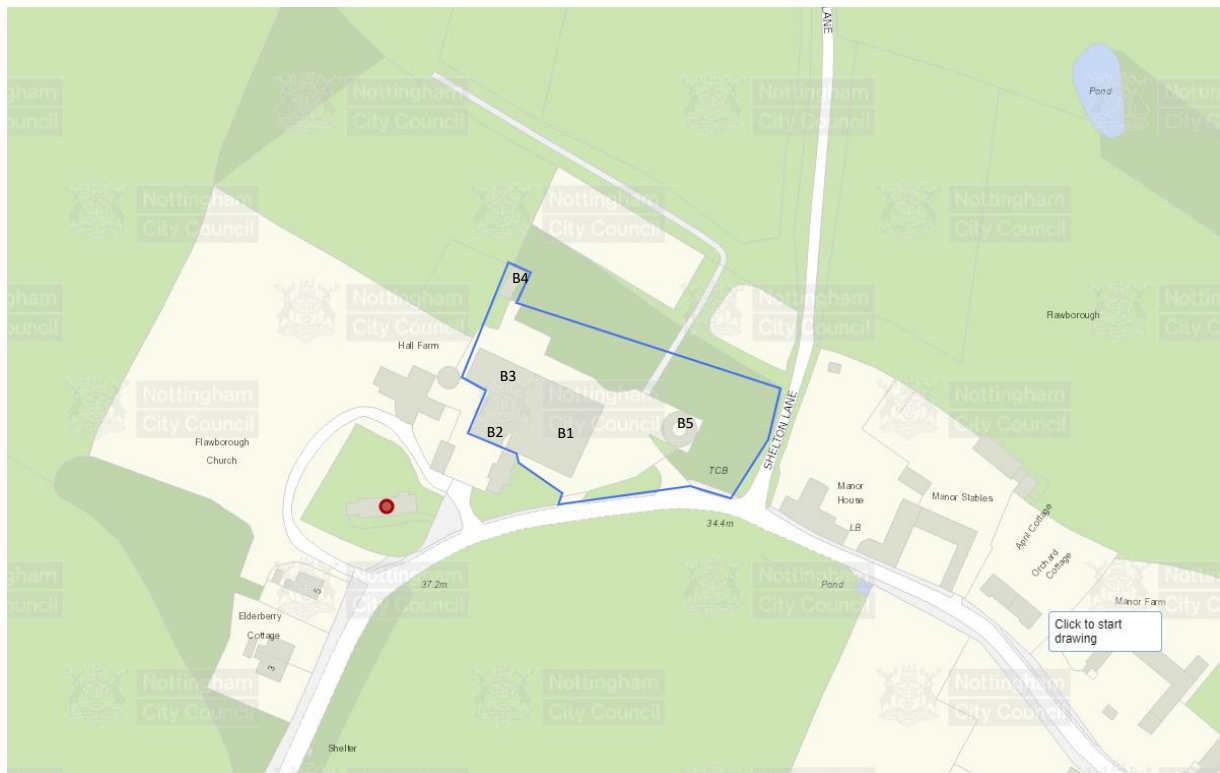 LANE
Pond
Nottingham
City Council
Flawborough
B4
Hall Farm
B3
B2
B1
B5
SHELTON LANE
TCB
Flawborough
Church
Manor
House
LB
Manor Stables
April Cottage
Orchard
Cottage
34.4m
37.2m
Pond
Manor Farm
5
Elderberry
Cottage
3
Click to start
drawing
Shelter